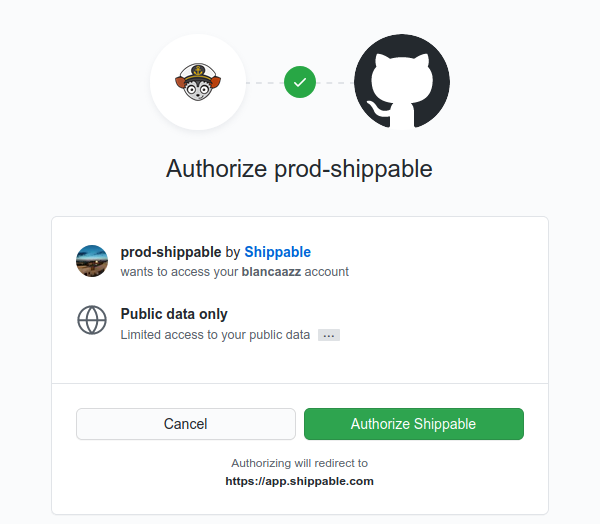 Authorize prod-shippable
prod-shippable by Shippable
wants to access your blancaazz account
Public data only
Limited access to your public data ...
Cancel
Authorize Shippable
Authorizing will redirect to
https://app.shippable.com